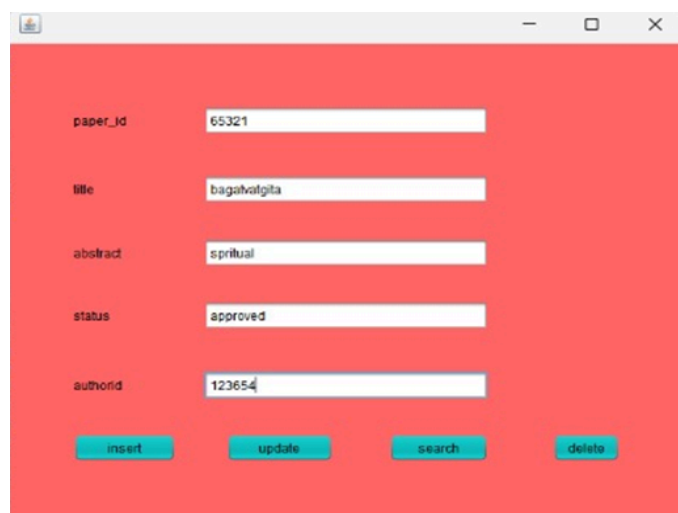 paper_id 65321
title bagatvatgita
abstract spritual
status approved
authorid 123654
insert update search delete